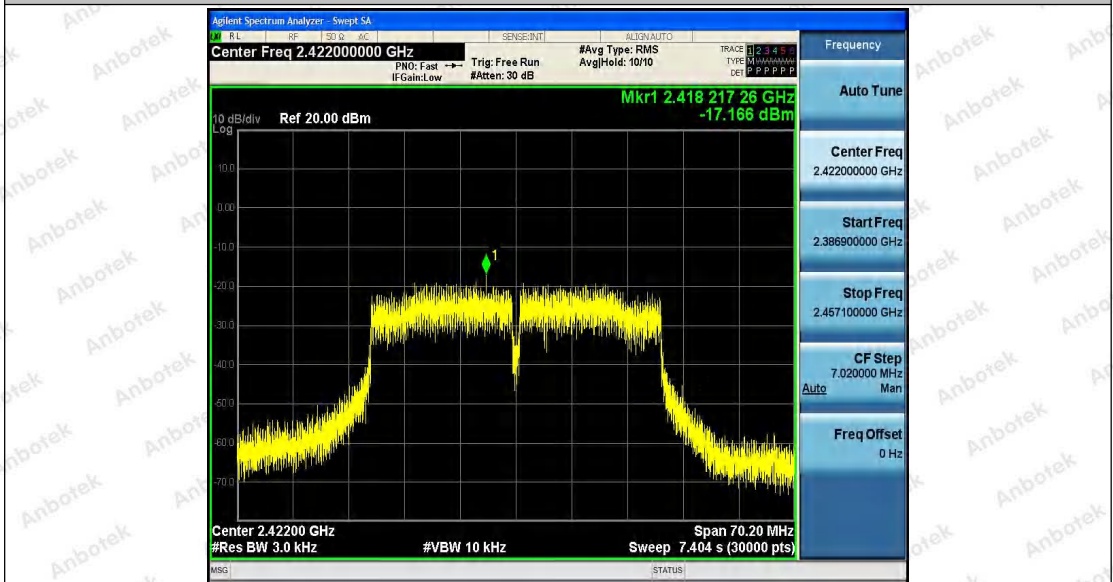 Agilent Spectrum Analyzer - Swept SA
RL RF 50 Ω AC SENSE:INT ALIGNAUTO
Center Freq 2.422000000 GHz
PNO: Fast
IFGain:Low
Trig: Free Run
#Atten: 30 dB
#Avg Type: RMS
Avg|Hold: 10/10
TRACE 1 2 3 4 5 6
TYPE M
DET P P P P P P
Mkr1 2.418 217 26 GHz
-17.166 dBm
10 dB/div Ref 20.00 dBm
Log
10.0
0.00
-10.0
-20.0
-30.0
-40.0
-50.0
-60.0
-70.0
1
Center 2.42200 GHz Span 70.20 MHz
#Res BW 3.0 kHz #VBW 10 kHz Sweep 7.404 s (30000 pts)
MSG STATUS
Frequency
Auto Tune
Center Freq
2.422000000 GHz
Start Freq
2.386900000 GHz
Stop Freq
2.457100000 GHz
CF Step
7.020000 MHz
Auto Man
Freq Offset
0 Hz
Anbotek